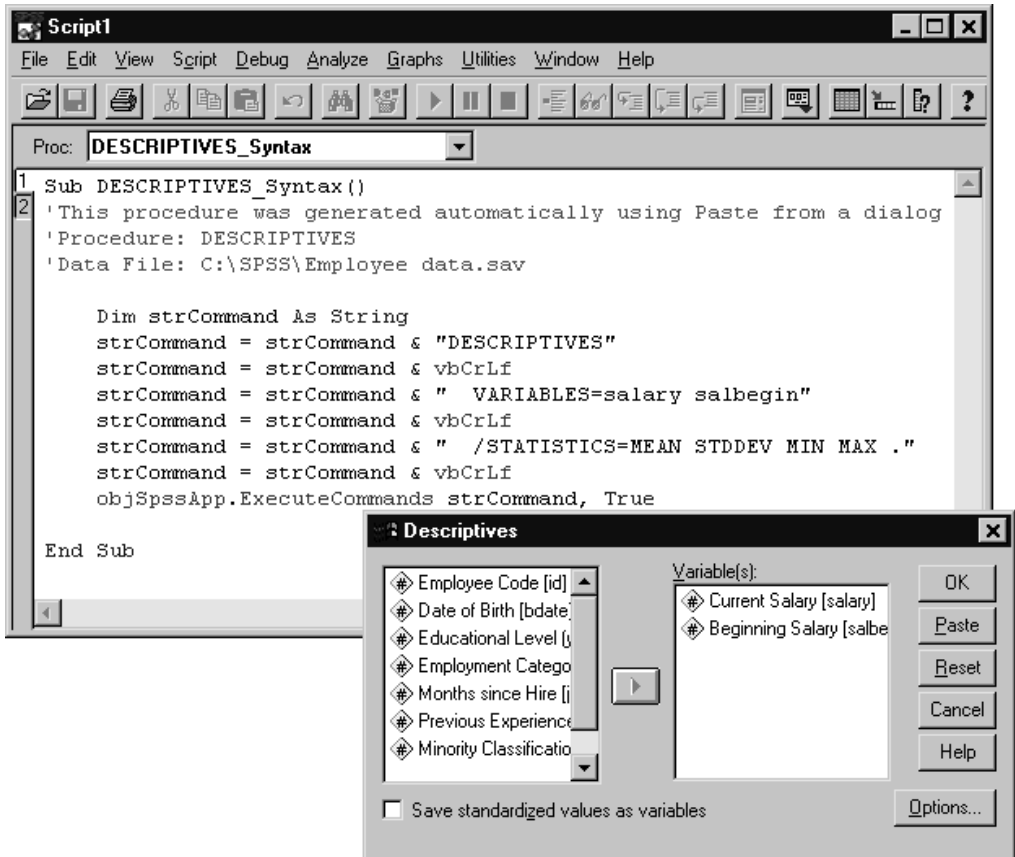 Script1
File Edit View Script Debug Analyze Graphs Utilities Window Help
Proc: DESCRIPTIVES_Syntax
1
2
Sub DESCRIPTIVES_Syntax()
'This procedure was generated automatically using Paste from a dialog
'Procedure: DESCRIPTIVES
'Data File: C:\SPSS\Employee data.sav
Dim strCommand As String
strCommand = strCommand & "DESCRIPTIVES"
strCommand = strCommand & vbCrLf
strCommand = strCommand & "  VARIABLES=salary salbegin"
strCommand = strCommand & vbCrLf
strCommand = strCommand & "  /STATISTICS=MEAN STDDEV MIN MAX ."
strCommand = strCommand & vbCrLf
objSpssApp.ExecuteCommands strCommand, True
End Sub
Descriptives
Employee Code [id]
Date of Birth [bdate]
Educational Level (
Employment Catego
Months since Hire [j
Previous Experience
Minority Classificatio
Variable(s):
Current Salary [salary]
Beginning Salary [salbe
OK
Paste
Reset
Cancel
Help
Save standardized values as variables
Options...